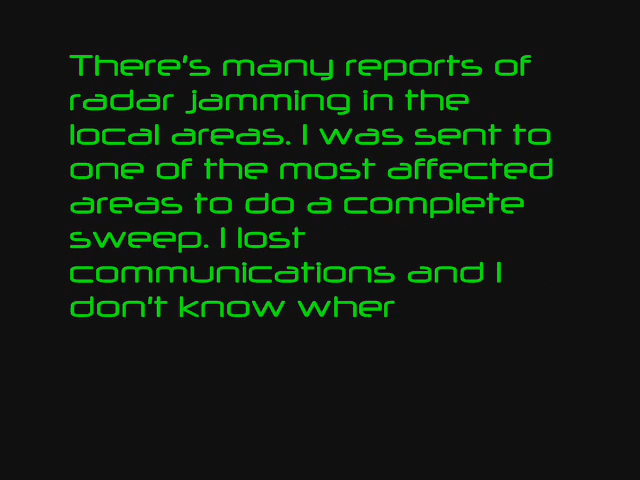 There's many reports of
radar jamming in the
local areas. I was sent to
one of the most affected
areas to do a complete
sweep. I lost
communications and I
don't know wher